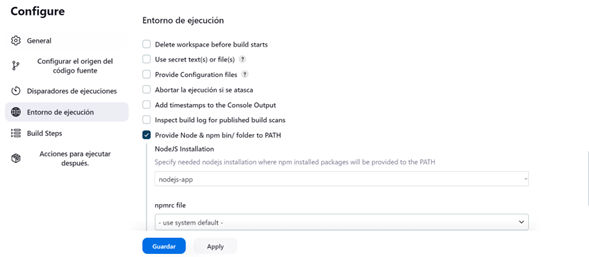 Configure
General
Configurar el origen del
código fuente
Disparadores de ejecuciones
Entorno de ejecución
Build Steps
Acciones para ejecutar
después.
Entorno de ejecución
Delete workspace before build starts
Use secret text(s) or file(s) ?
Provide Configuration files ?
Abortar la ejecución si se atasca
Add timestamps to the Console Output
Inspect build log for published build scans
Provide Node & npm bin/ folder to PATH
NodeJS Installation
Specify needed nodejs installation where npm installed packages will be provided to the PATH
nodejs-app
npmrc file
- use system default -
Guardar
Apply